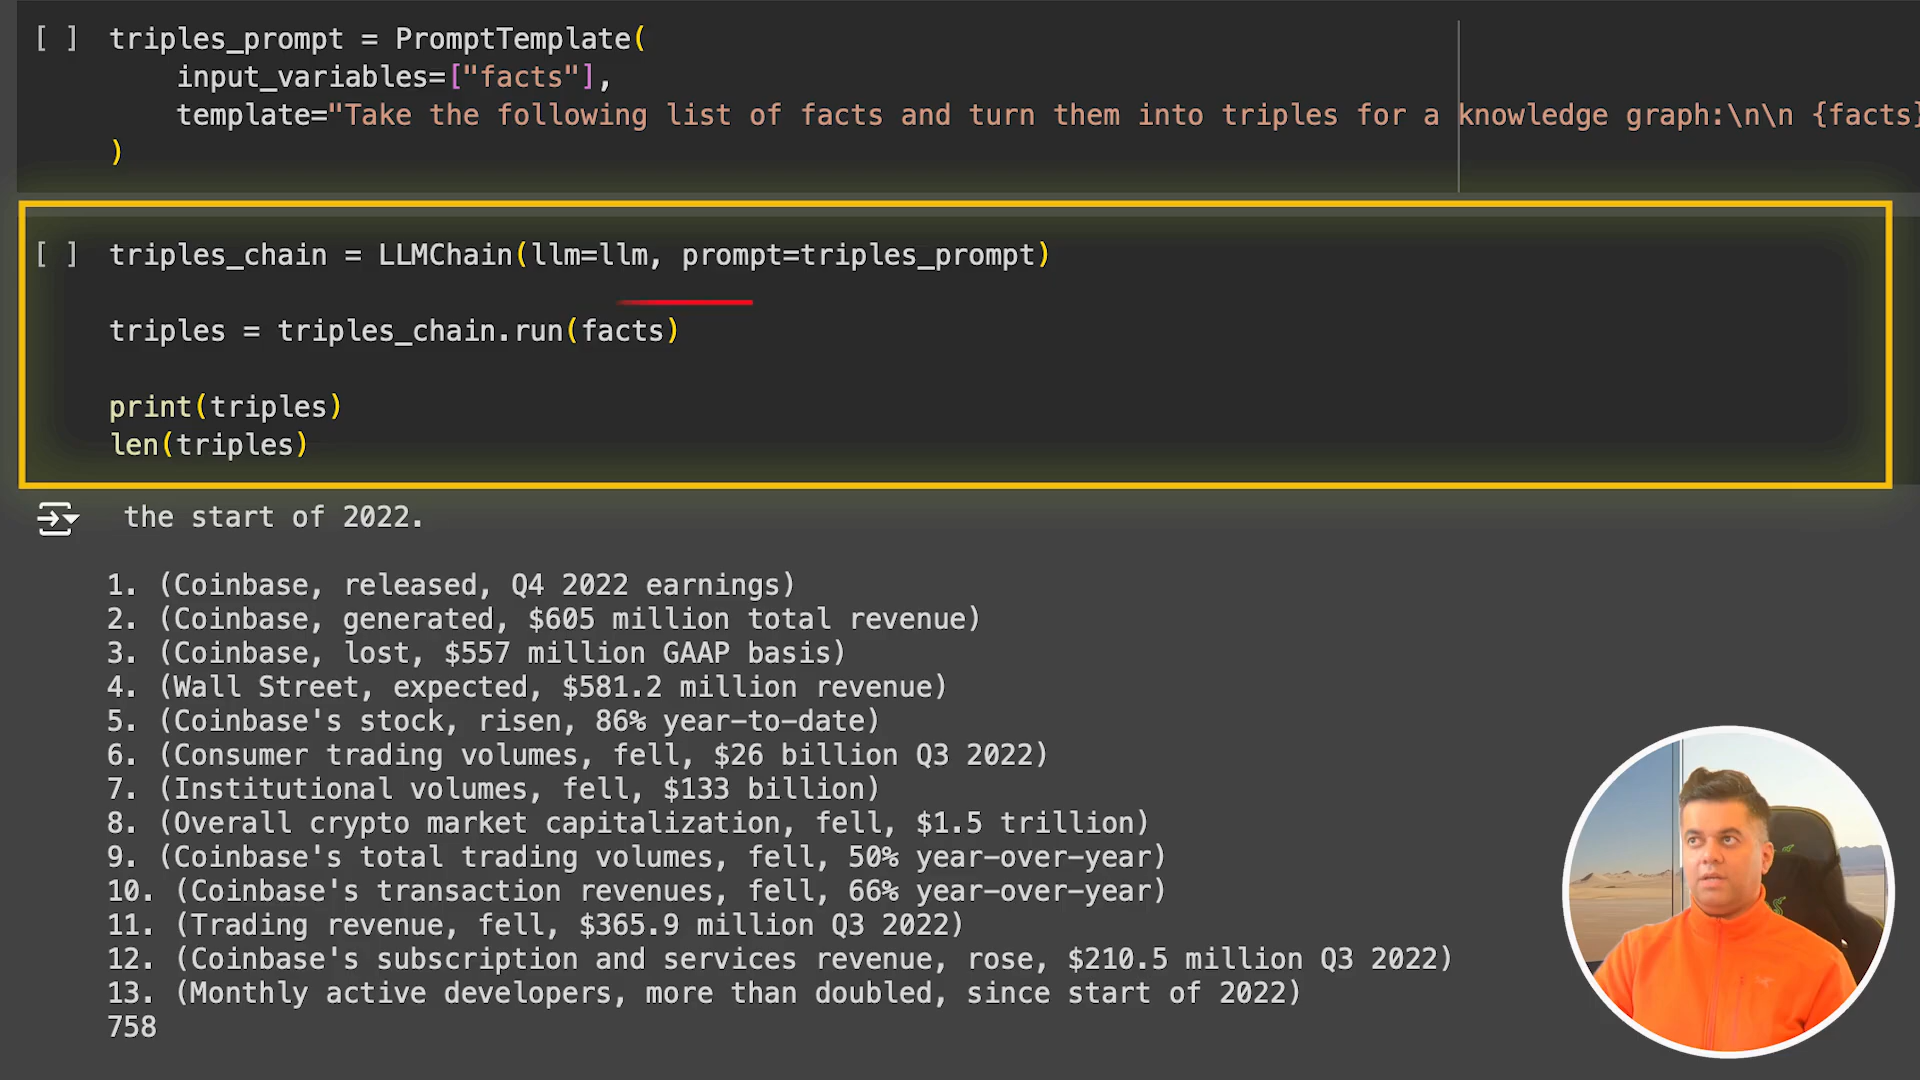 [ ] triples_prompt = PromptTemplate(
input_variables=["facts"],
template="Take the following list of facts and turn them into triples for a knowledge graph:\n\n {facts}
)
[ ] triples_chain = LLMChain(llm=llm, prompt=triples_prompt)
triples = triples_chain.run(facts)
print(triples)
len(triples)
the start of 2022.
1. (Coinbase, released, Q4 2022 earnings)
2. (Coinbase, generated, $605 million total revenue)
3. (Coinbase, lost, $557 million GAAP basis)
4. (Wall Street, expected, $581.2 million revenue)
5. (Coinbase's stock, risen, 86% year-to-date)
6. (Consumer trading volumes, fell, $26 billion Q3 2022)
7. (Institutional volumes, fell, $133 billion)
8. (Overall crypto market capitalization, fell, $1.5 trillion)
9. (Coinbase's total trading volumes, fell, 50% year-over-year)
10. (Coinbase's transaction revenues, fell, 66% year-over-year)
11. (Trading revenue, fell, $365.9 million Q3 2022)
12. (Coinbase's subscription and services revenue, rose, $210.5 million Q3 2022)
13. (Monthly active developers, more than doubled, since start of 2022)
758